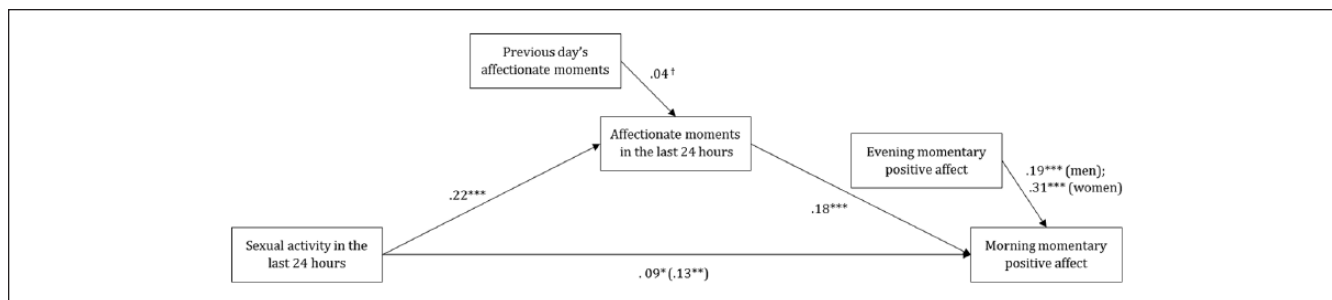 Previous day's
affectionate moments
.04†
Affectionate moments
in the last 24 hours
Evening momentary
positive affect
.19*** (men);
.31*** (women)
.22***
.18***
Sexual activity in the
last 24 hours
Morning momentary
positive affect
. 09* (.13**)